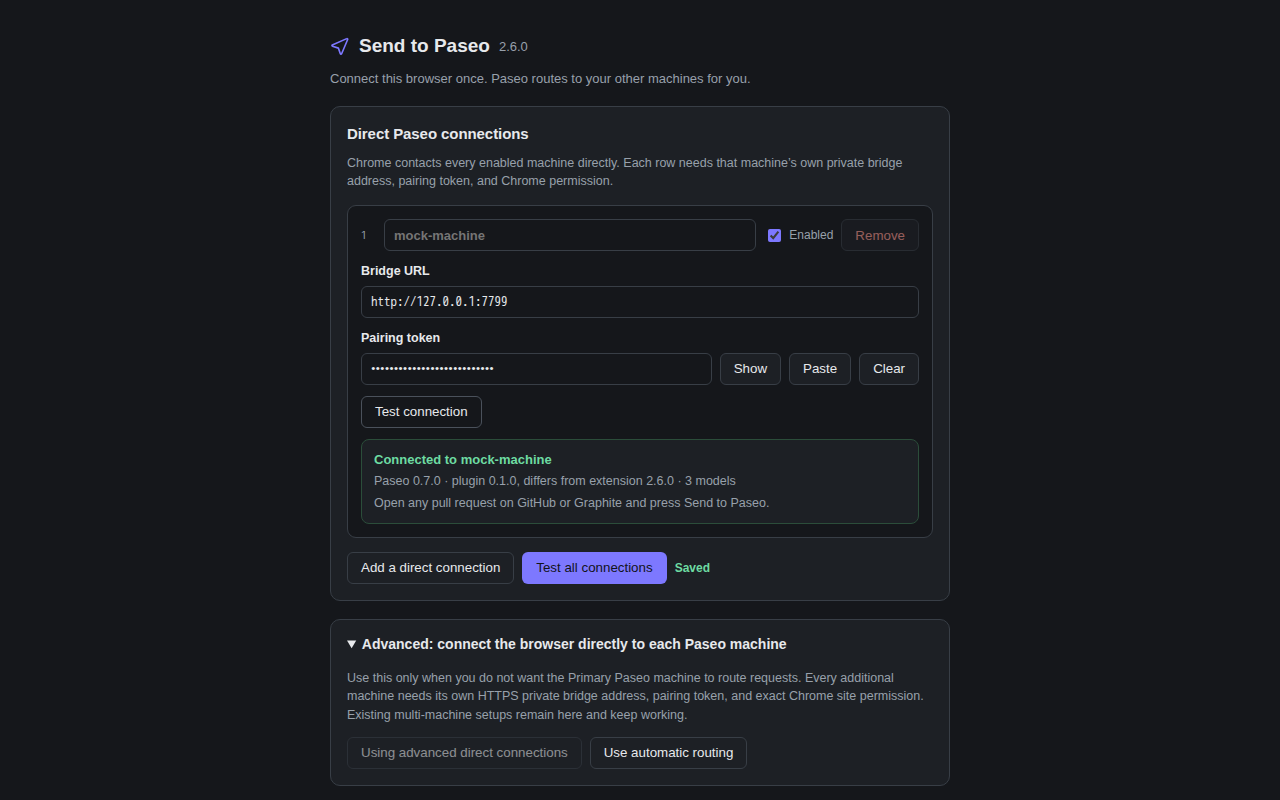 Send to Paseo 2.6.0
Connect this browser once. Paseo routes to your other machines for you.
Direct Paseo connections
Chrome contacts every enabled machine directly. Each row needs that machine's own private bridge
address, pairing token, and Chrome permission.
1 mock-machine Enabled Remove
Bridge URL
http://127.0.0.1:7799
Pairing token
••••••••••••••••••••••••••• Show Paste Clear
Test connection
Connected to mock-machine
Paseo 0.7.0 · plugin 0.1.0, differs from extension 2.6.0 · 3 models
Open any pull request on GitHub or Graphite and press Send to Paseo.
Add a direct connection Test all connections Saved
▼ Advanced: connect the browser directly to each Paseo machine
Use this only when you do not want the Primary Paseo machine to route requests. Every additional
machine needs its own HTTPS private bridge address, pairing token, and exact Chrome site permission.
Existing multi-machine setups remain here and keep working.
Using advanced direct connections Use automatic routing